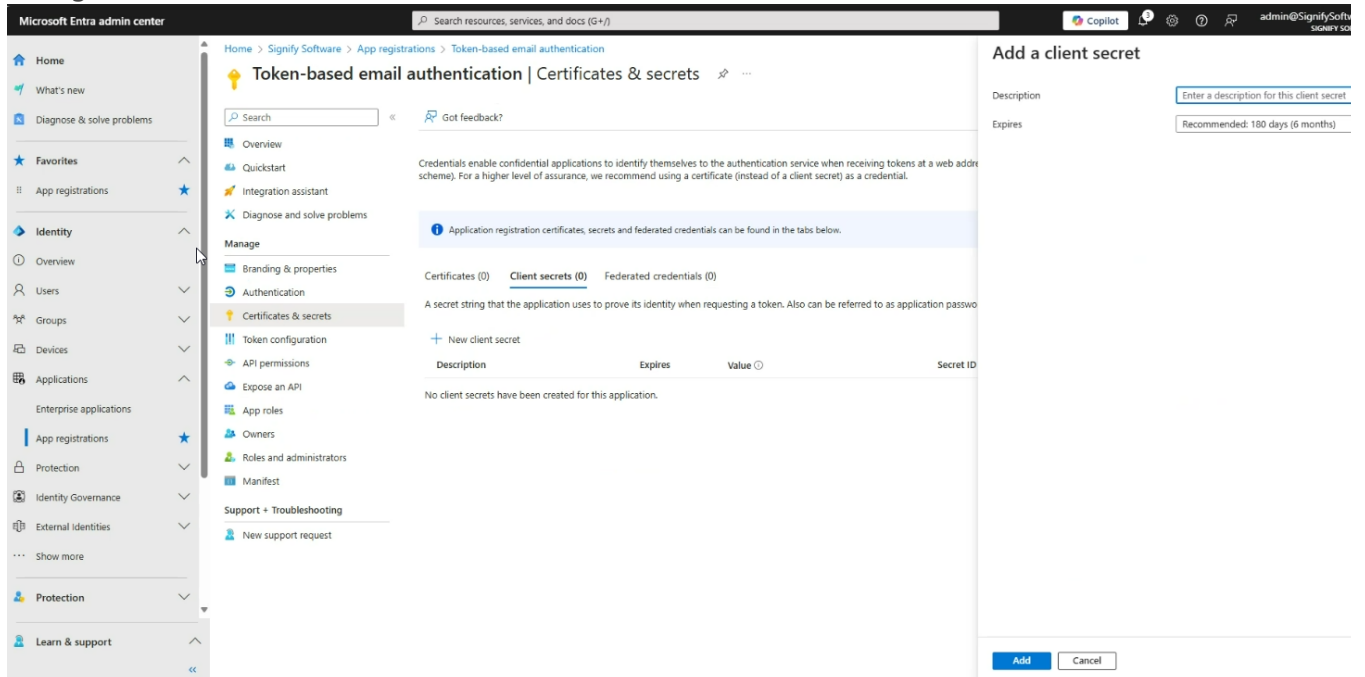 Microsoft Entra admin center
Search resources, services, and docs (G+/)
Copilot
3
admin@SignifySoftw
SIGNIFY SO
Home
What's new
Diagnose & solve problems
Favorites
App registrations
Identity
Overview
Users
Groups
Devices
Applications
Enterprise applications
App registrations
Protection
Identity Governance
External Identities
Show more
Protection
Learn & support
Home > Signify Software > App registrations > Token-based email authentication
Token-based email authentication | Certificates & secrets
Search
Overview
Quickstart
Integration assistant
Diagnose and solve problems
Manage
Branding & properties
Authentication
Certificates & secrets
Token configuration
API permissions
Expose an API
App roles
Owners
Roles and administrators
Manifest
Support + Troubleshooting
New support request
Got feedback?
Credentials enable confidential applications to identify themselves to the authentication service when receiving tokens at a web addre
scheme). For a higher level of assurance, we recommend using a certificate (instead of a client secret) as a credential.
Application registration certificates, secrets and federated credentials can be found in the tabs below.
Certificates (0) Client secrets (0) Federated credentials (0)
A secret string that the application uses to prove its identity when requesting a token. Also can be referred to as application passwo
New client secret
Description Expires Value Secret ID
No client secrets have been created for this application.
Add a client secret
Description
Enter a description for this client secret
Expires
Recommended: 180 days (6 months)
Add
Cancel